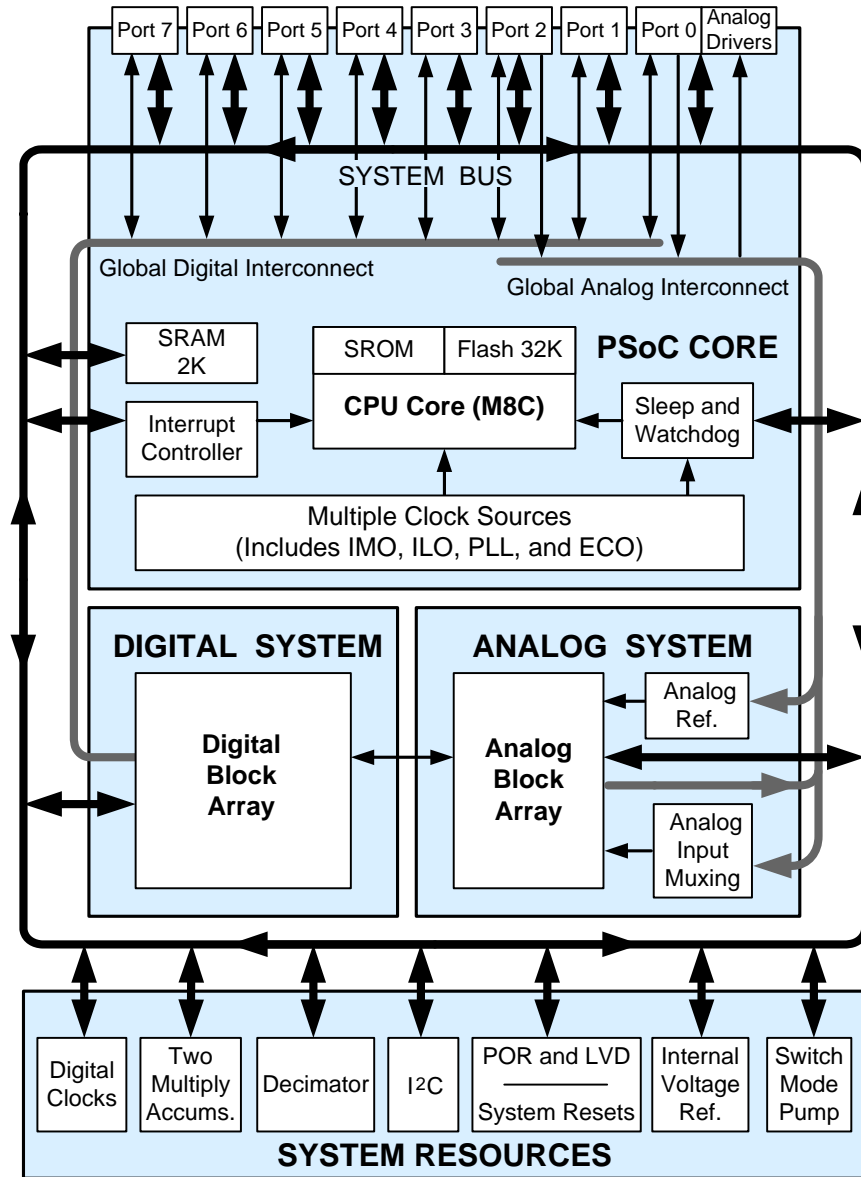 Port 7
Port 6
Port 5
Port 4
Port 3
Port 2
Port 1
Port 0
Analog
Drivers
SYSTEM BUS
Global Digital Interconnect
Global Analog Interconnect
PSoC CORE
SRAM
2K
SROM
Flash 32K
CPU Core (M8C)
Interrupt
Controller
Sleep and
Watchdog
Multiple Clock Sources
(Includes IMO, ILO, PLL, and ECO)
DIGITAL SYSTEM
Digital
Block
Array
ANALOG SYSTEM
Analog
Block
Array
Analog
Ref.
Analog
Input
Muxing
Digital
Clocks
Two
Multiply
Accums.
Decimator
I²C
POR and LVD
System Resets
Internal
Voltage
Ref.
Switch
Mode
Pump
SYSTEM RESOURCES